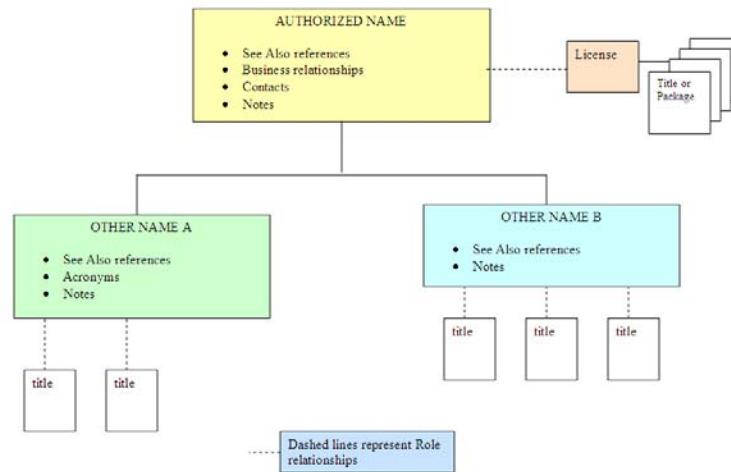 AUTHORIZED NAME
• See Also references
• Business relationships
• Contacts
• Notes
License
Title or
Package
OTHER NAME A
• See Also references
• Acronyms
• Notes
OTHER NAME B
• See Also references
• Notes
title
title
title
title
title
Dashed lines represent Role
relationships